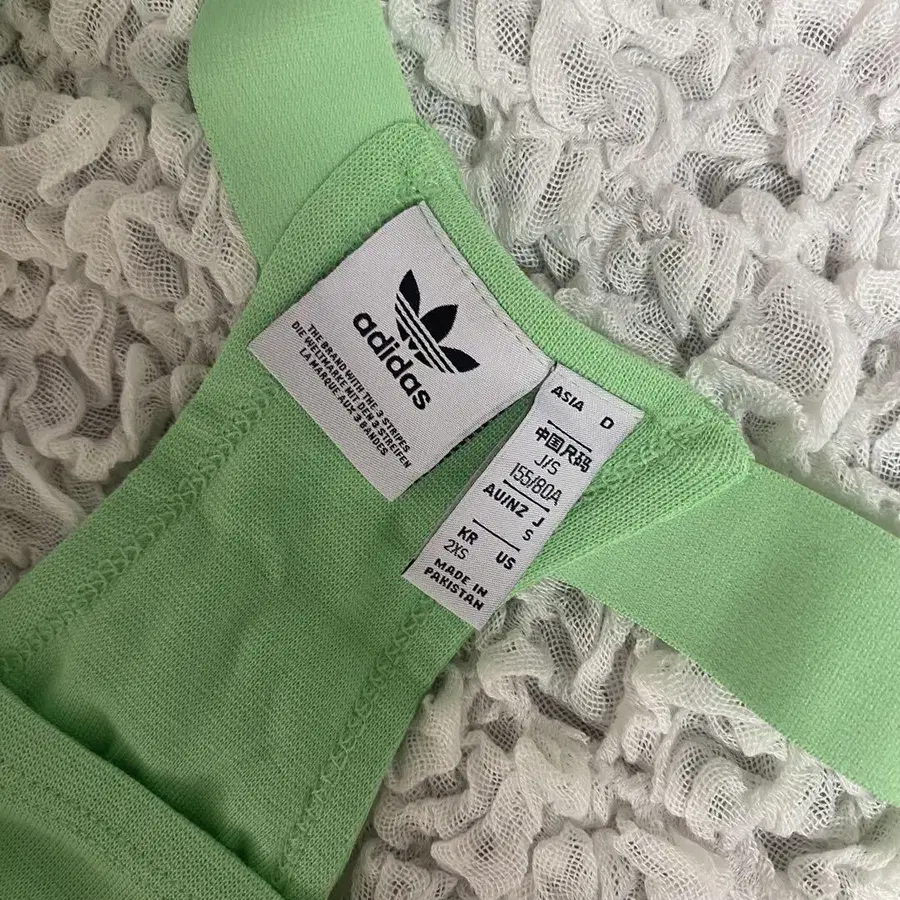 adidas
THE BRAND WITH THE 3 STRIPES
DIE WELTMARKE MIT DEN 3 STREIFEN
LA MARQUE AUX 3 BANDES
ASIA D
中国尺码
J/S
155/80A
AU/NZ J
S
KR US
2XS
MADE IN
PAKISTAN